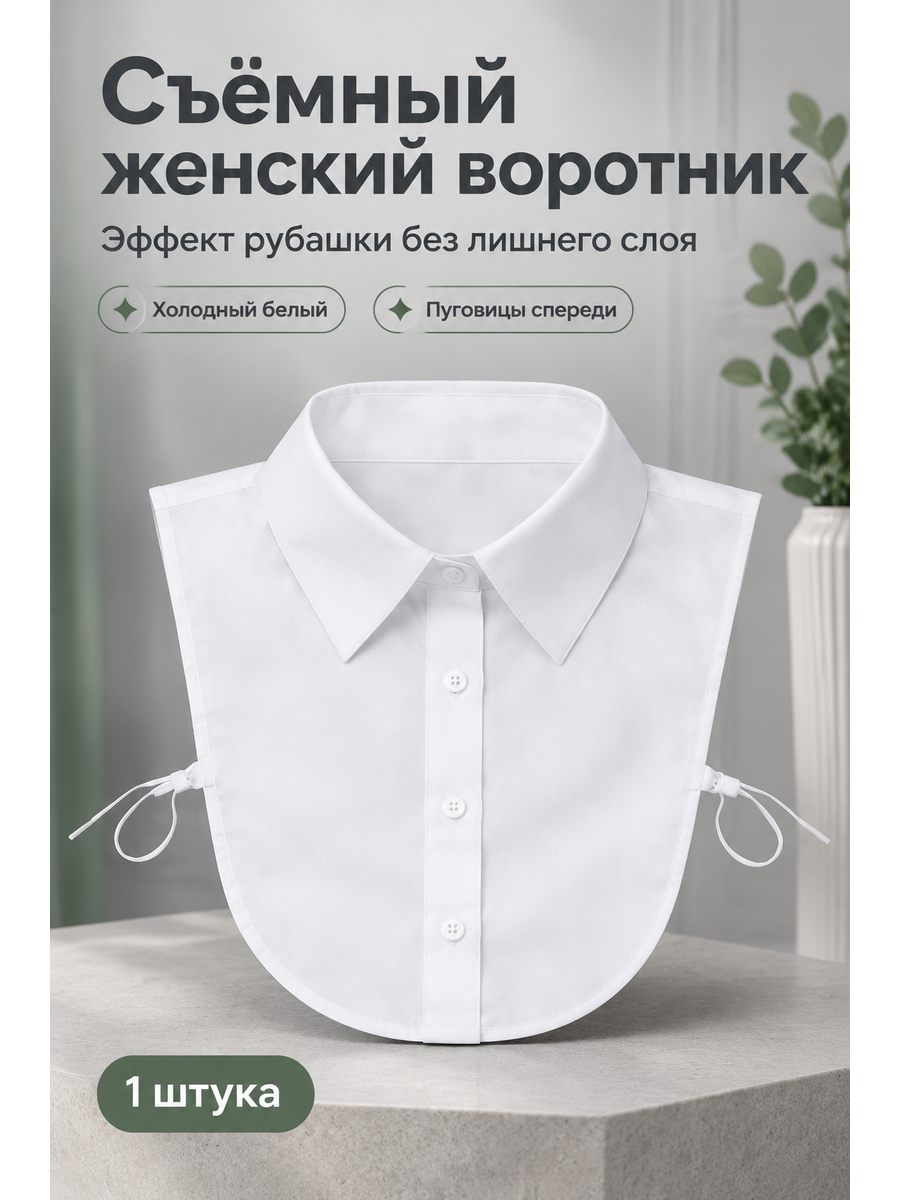 Съёмный
женский воротник
Эффект рубашки без лишнего слоя
Холодный белый
Пуговицы спереди
1 штука